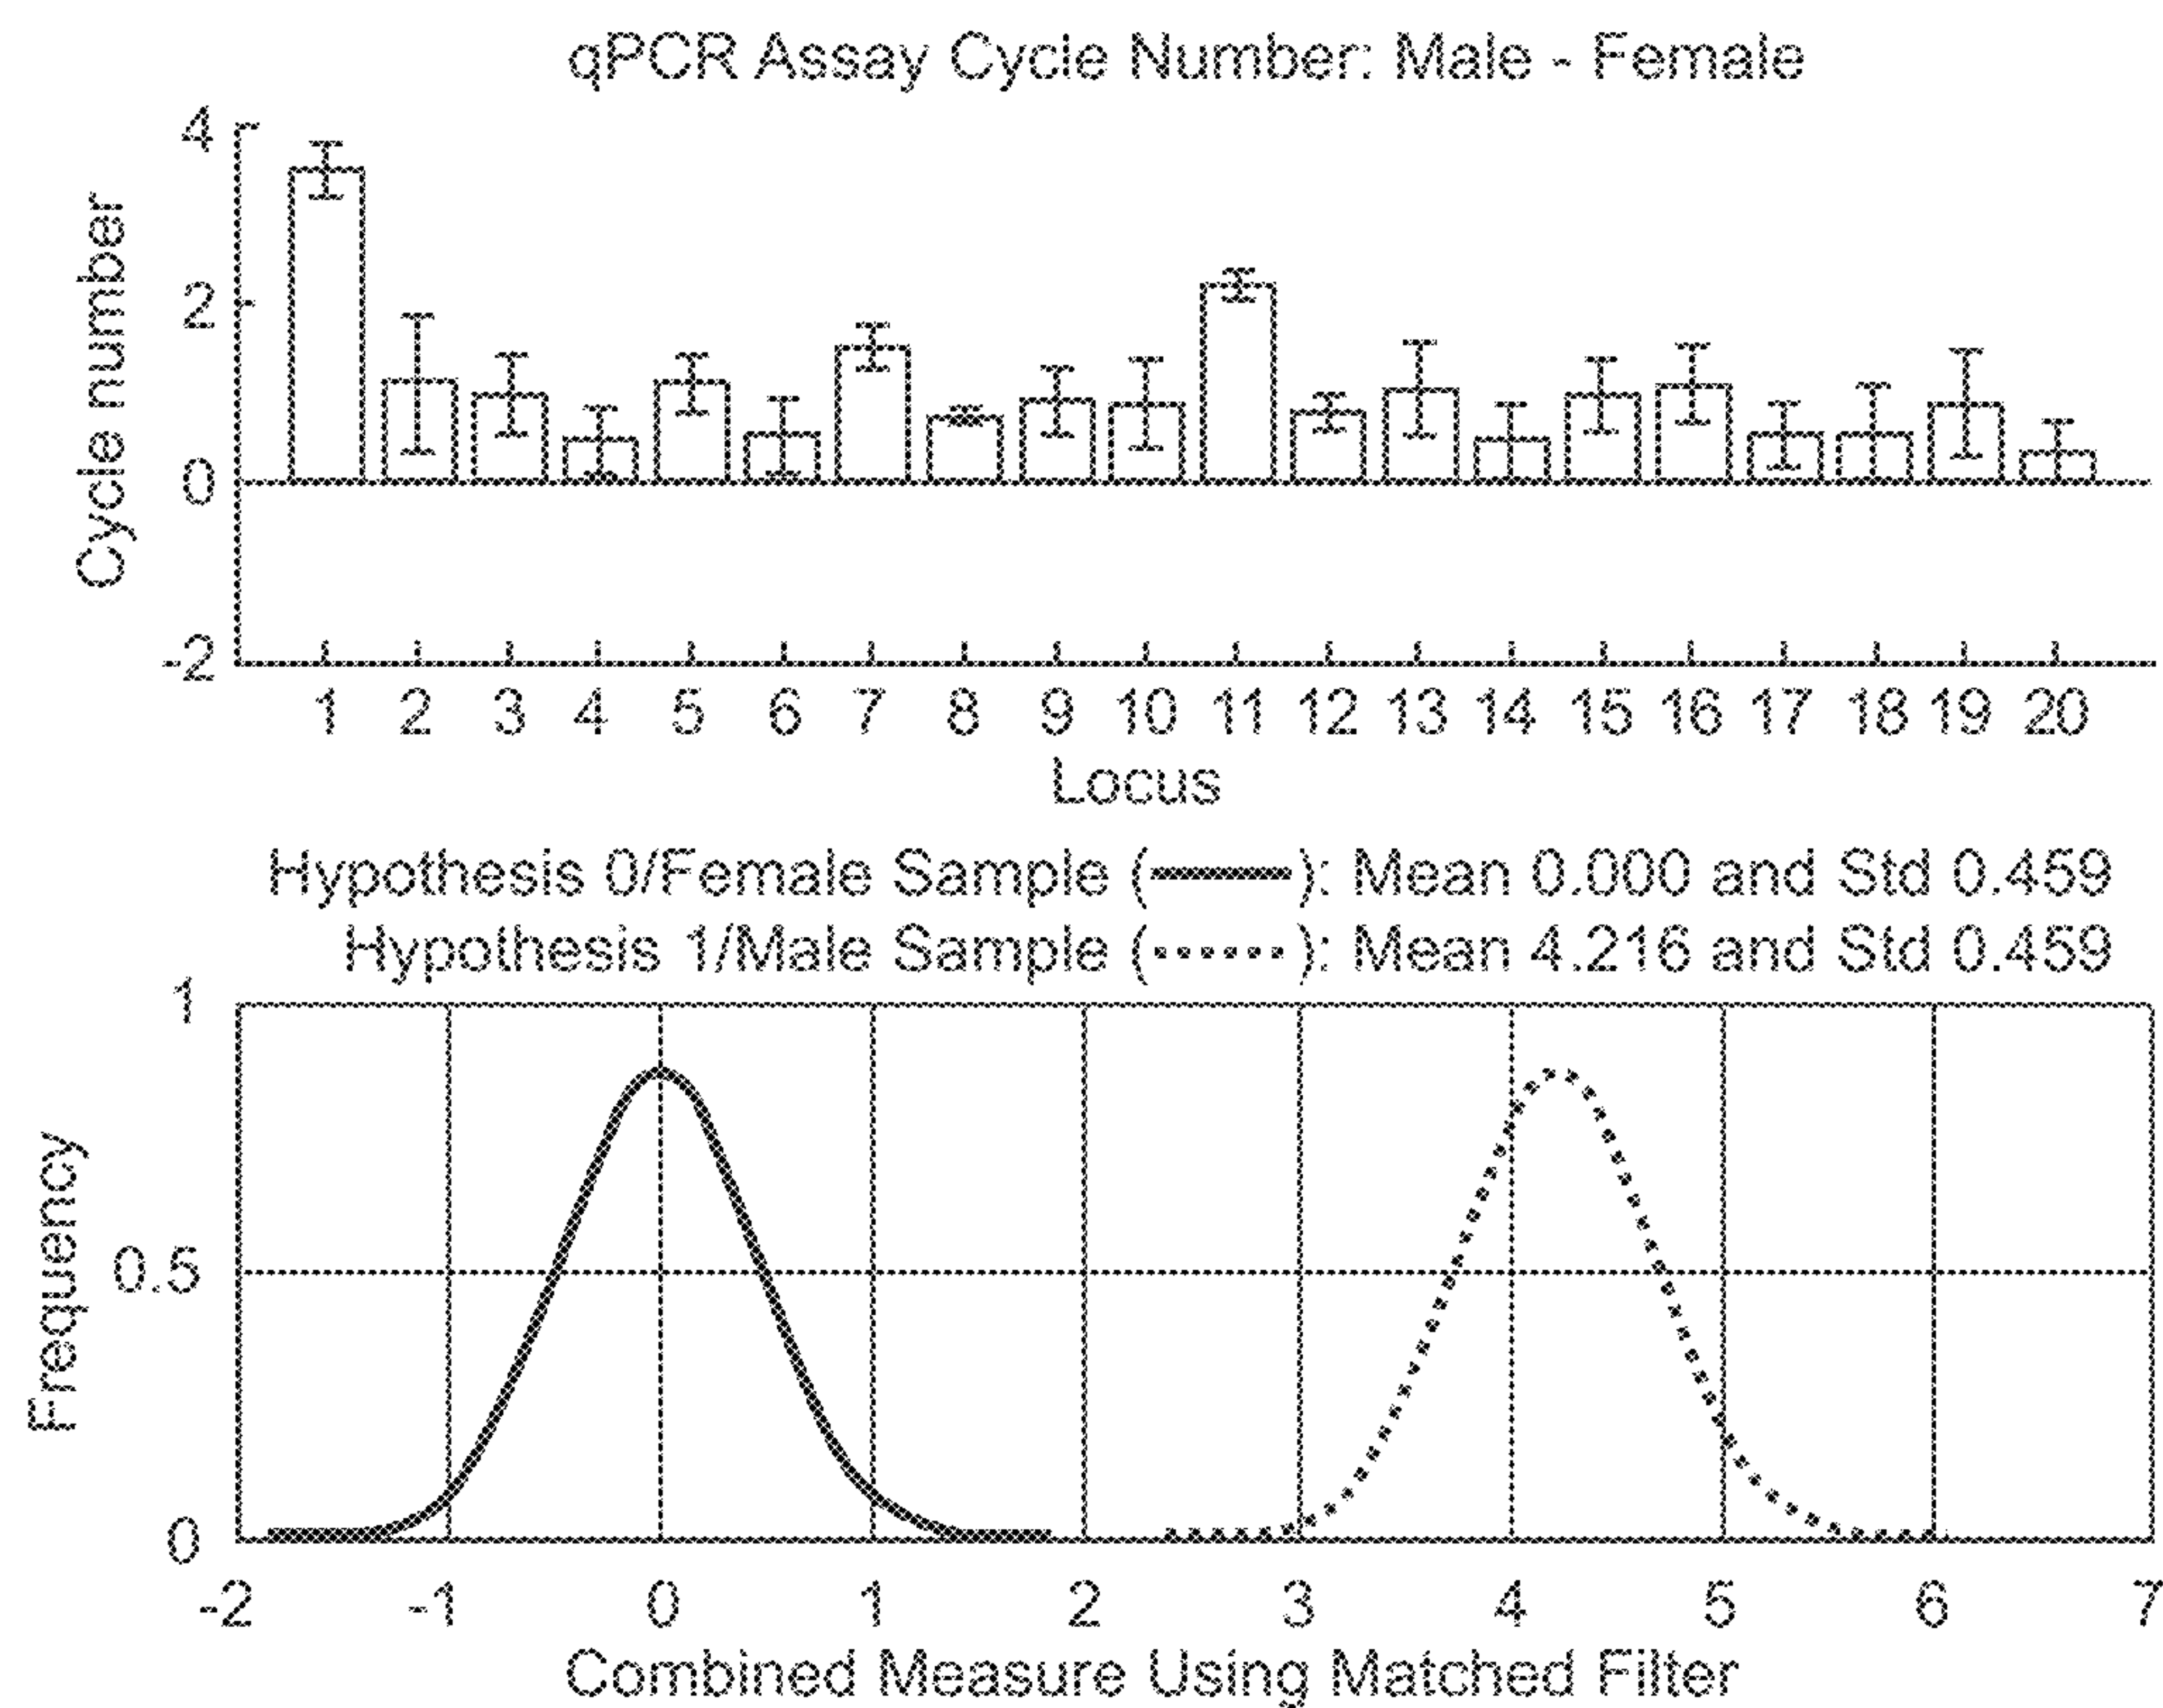 qPCR Assay Cycle Number: Male - Female
4
2
0
-2
Cycle number
1 2 3 4 5 6 7 8 9 10 11 12 13 14 15 16 17 18 19 20
Locus
Hypothesis 0/Female Sample (): Mean 0.000 and Std 0.459
Hypothesis 1/Male Sample (......): Mean 4.216 and Std 0.459
1
0.5
0
Frequency
-2 -1 0 1 2 3 4 5 6 7
Combined Measure Using Matched Filter